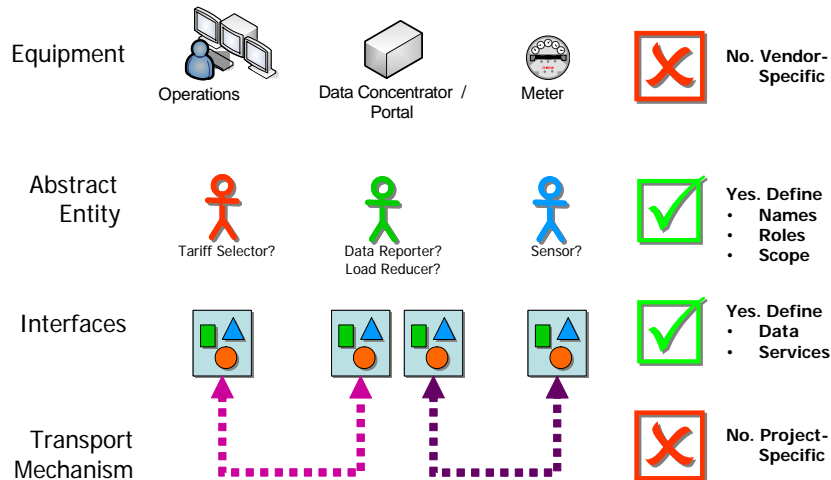 Equipment
Operations
Data Concentrator /
Portal
Meter
No. Vendor-
Specific
Abstract
Entity
Tariff Selector?
Data Reporter?
Load Reducer?
Sensor?
Yes. Define
• Names
• Roles
• Scope
Interfaces
Yes. Define
• Data
• Services
Transport
Mechanism
No. Project-
Specific